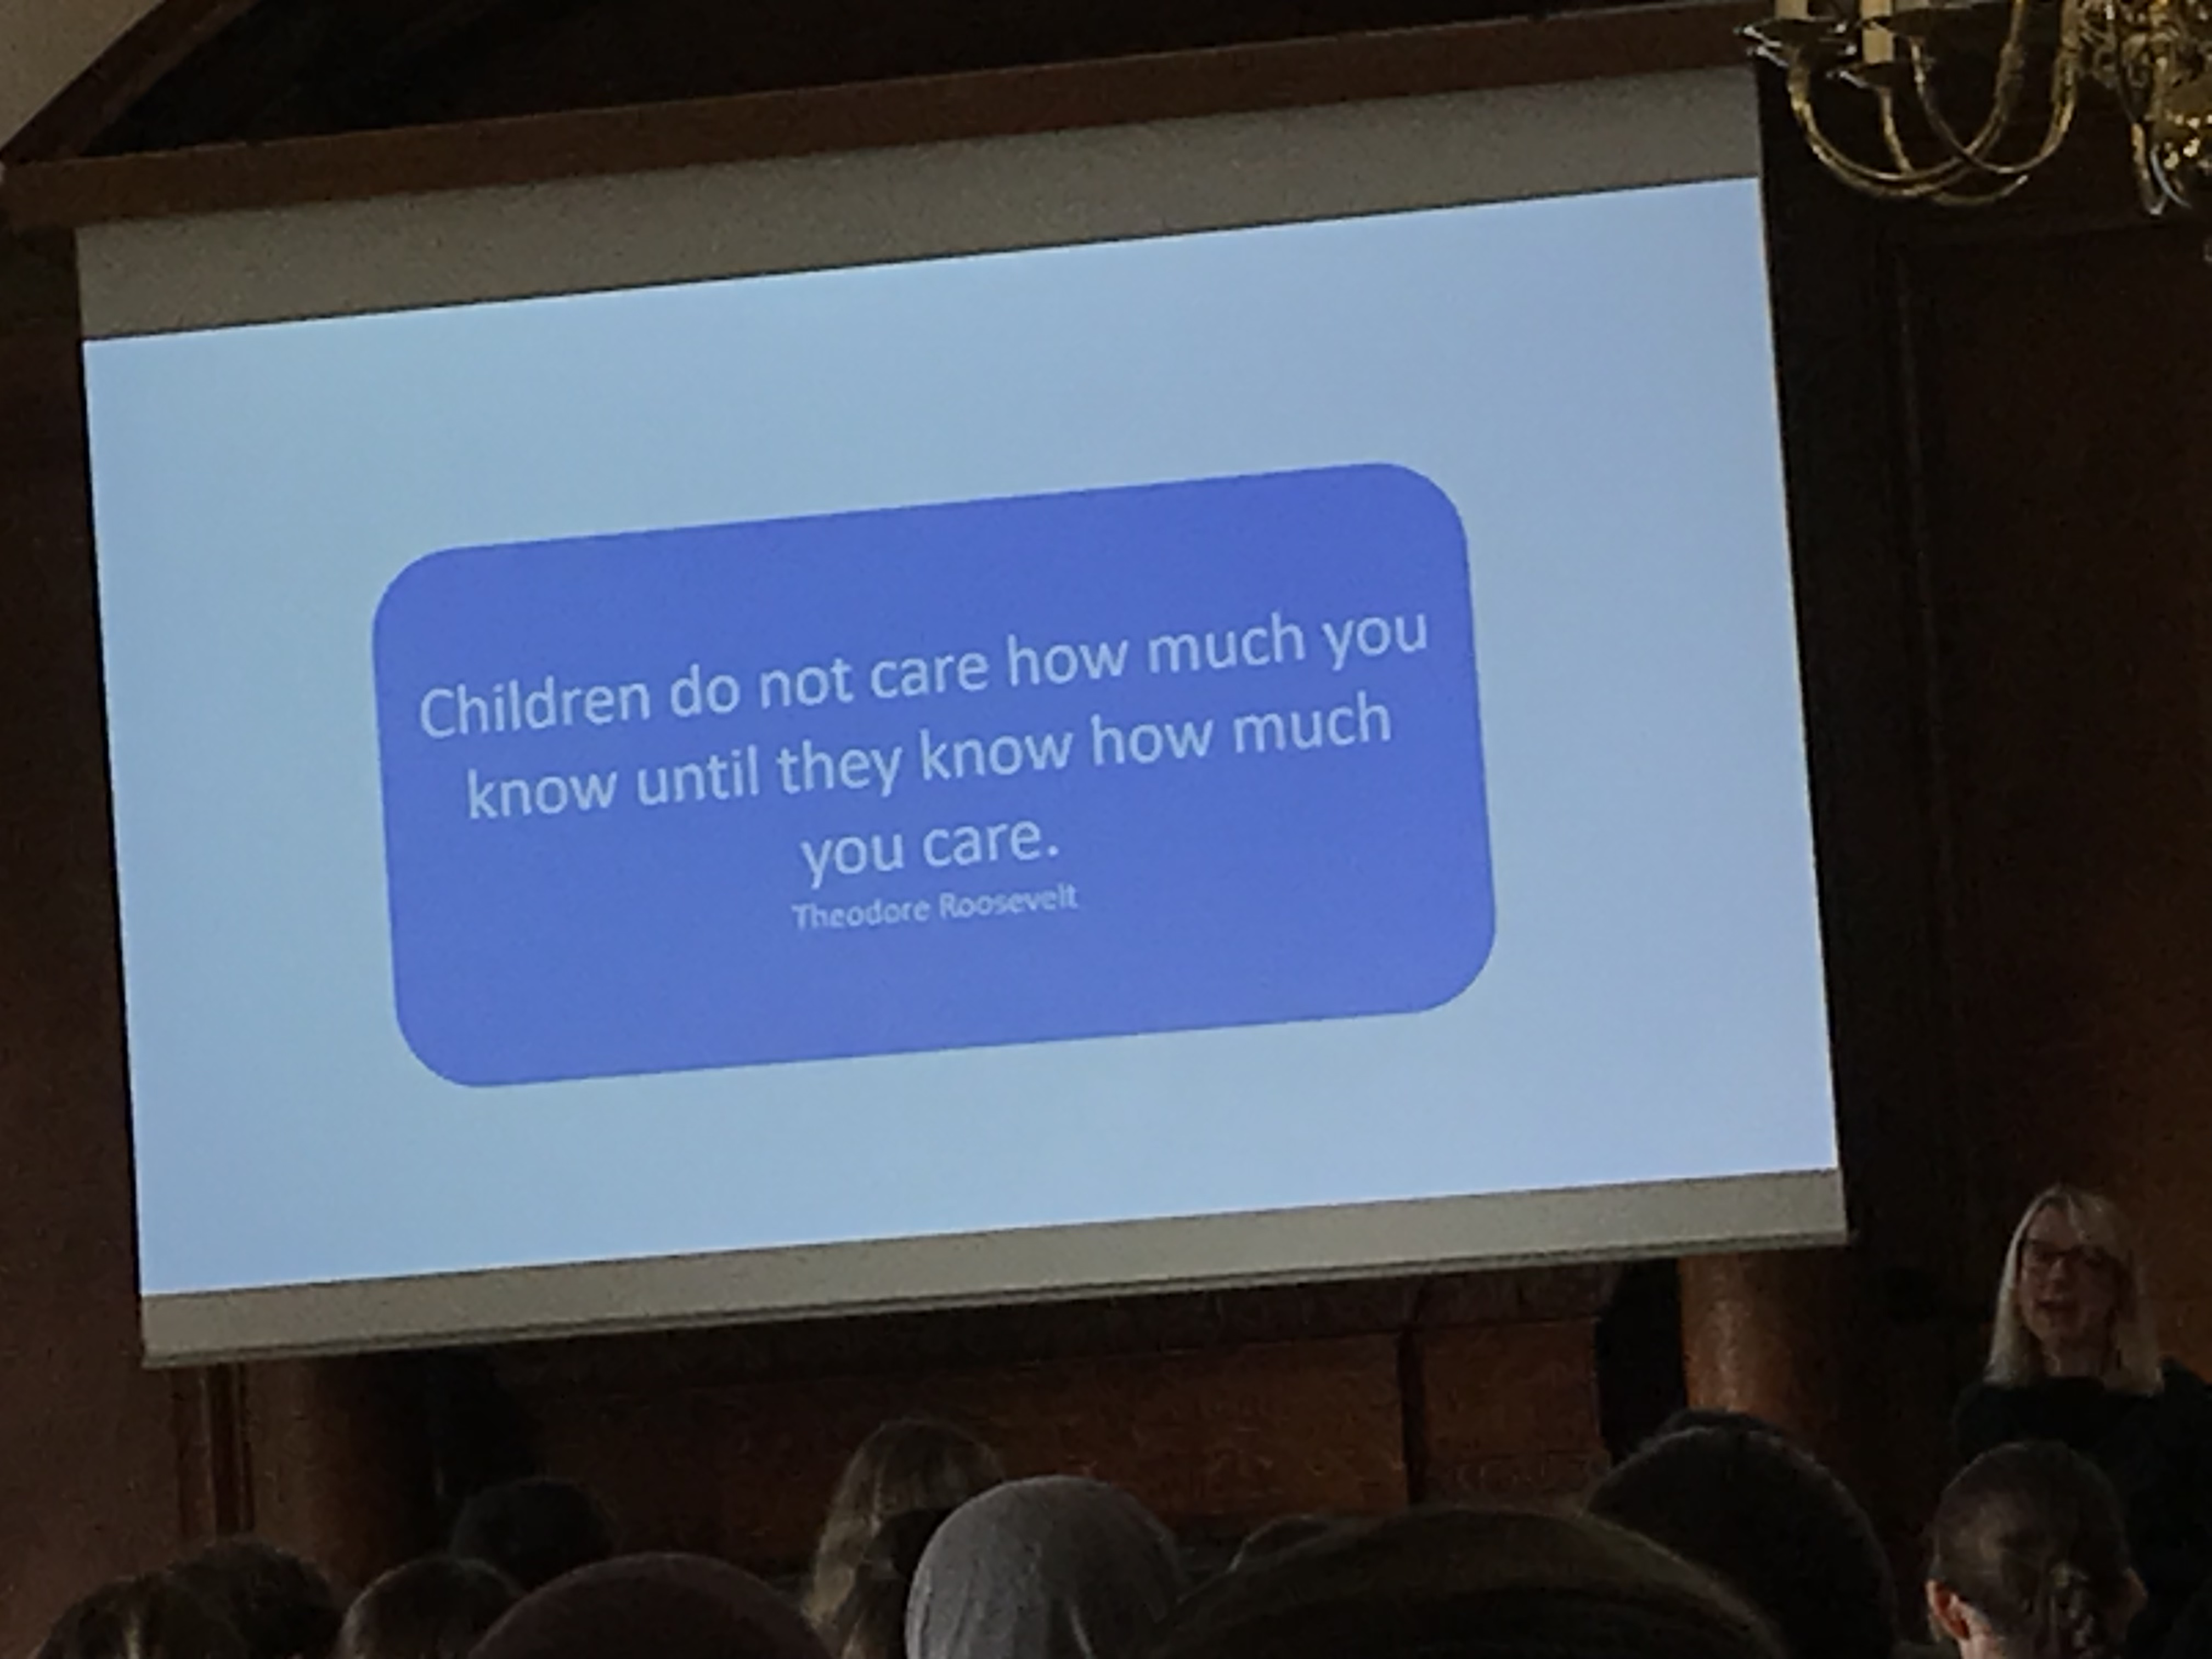 Children do not care how much you
know until they know how much
you care.
Theodore Roosevelt